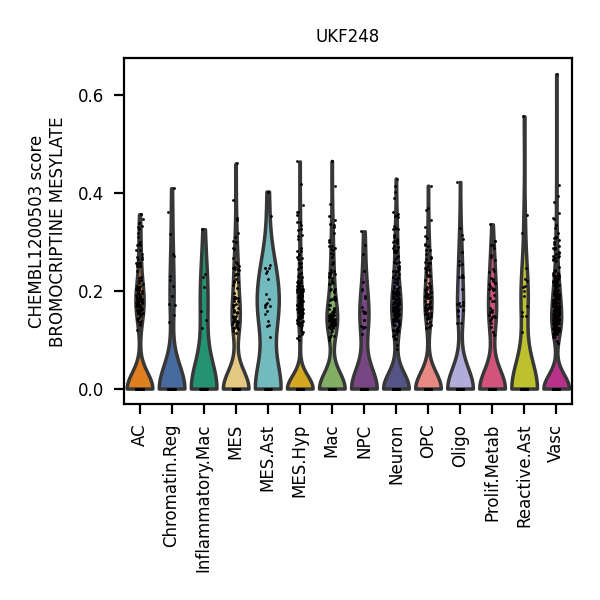 UKF248
CHEMBL1200503 score
BROMOCRIPTINE MESYLATE
0.6
0.4
0.2
0.0
AC
Chromatin.Reg
Inflammatory.Mac
MES
MES.Ast
MES.Hyp
Mac
NPC
Neuron
OPC
Oligo
Prolif.Metab
Reactive.Ast
Vasc